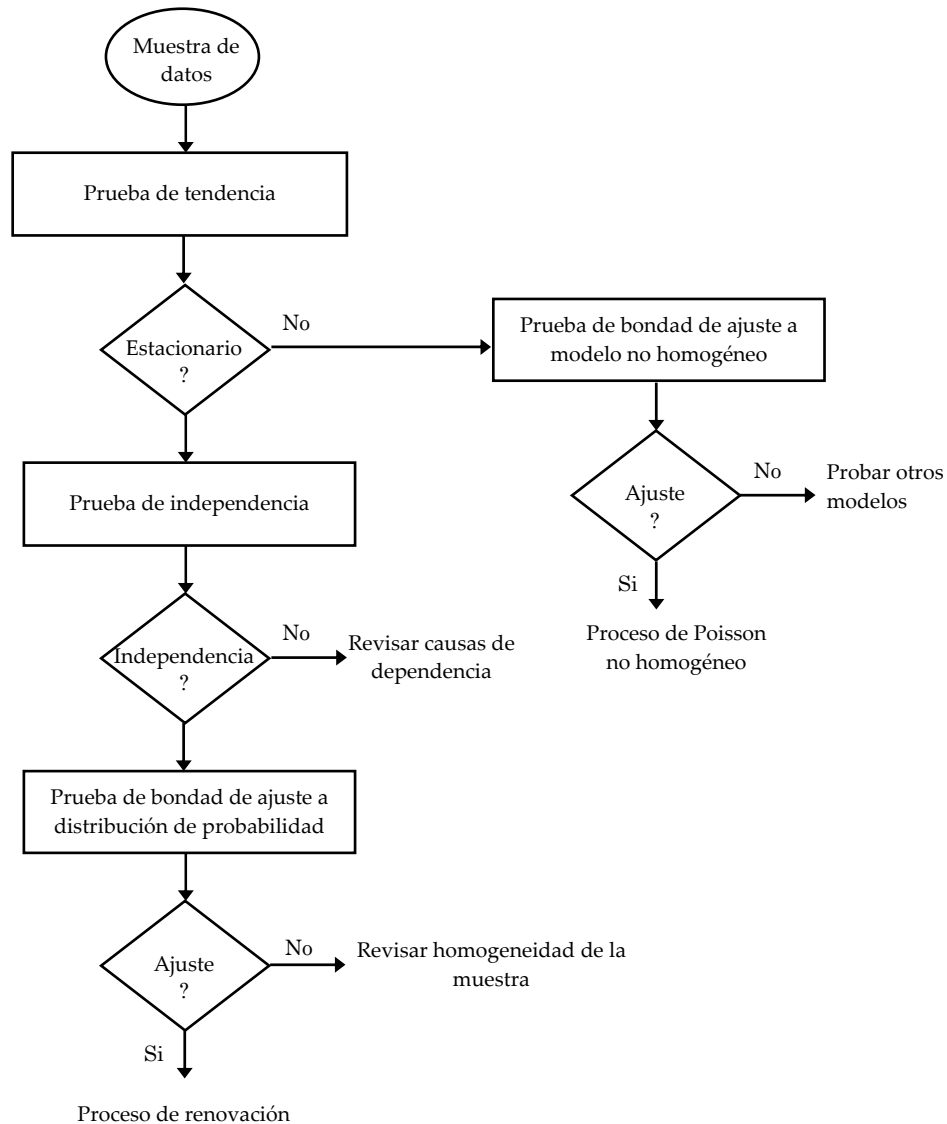 Muestra de
datos
Prueba de tendencia
Estacionario
?
No
Prueba de bondad de ajuste a
modelo no homogéneo
Ajuste
?
No
Probar otros
modelos
Si
Proceso de Poisson
no homogéneo
Prueba de independencia
Independencia
?
No
Revisar causas de
dependencia
Prueba de bondad de ajuste a
distribución de probabilidad
Ajuste
?
No
Revisar homogeneidad de la
muestra
Si
Proceso de renovación